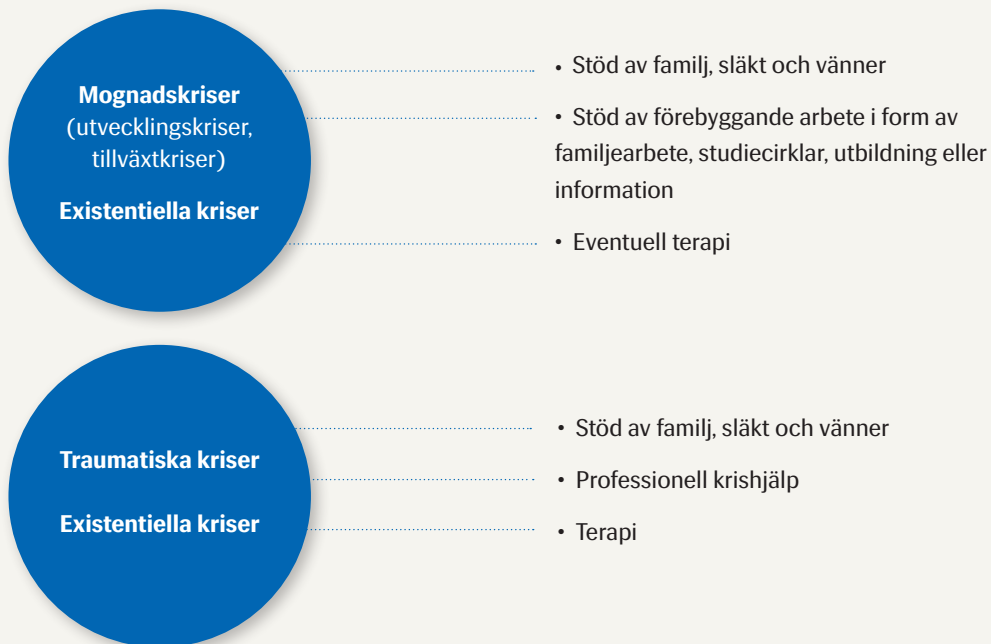 Mognadskriser
(utvecklingskriser,
tillväxtkriser)
Existentiella kriser
• Stöd av familj, släkt och vänner
• Stöd av förebyggande arbete i form av
familjearbete, studiecirklar, utbildning eller
information
• Eventuell terapi
Traumatiska kriser
Existentiella kriser
• Stöd av familj, släkt och vänner
• Professionell krishjälp
• Terapi